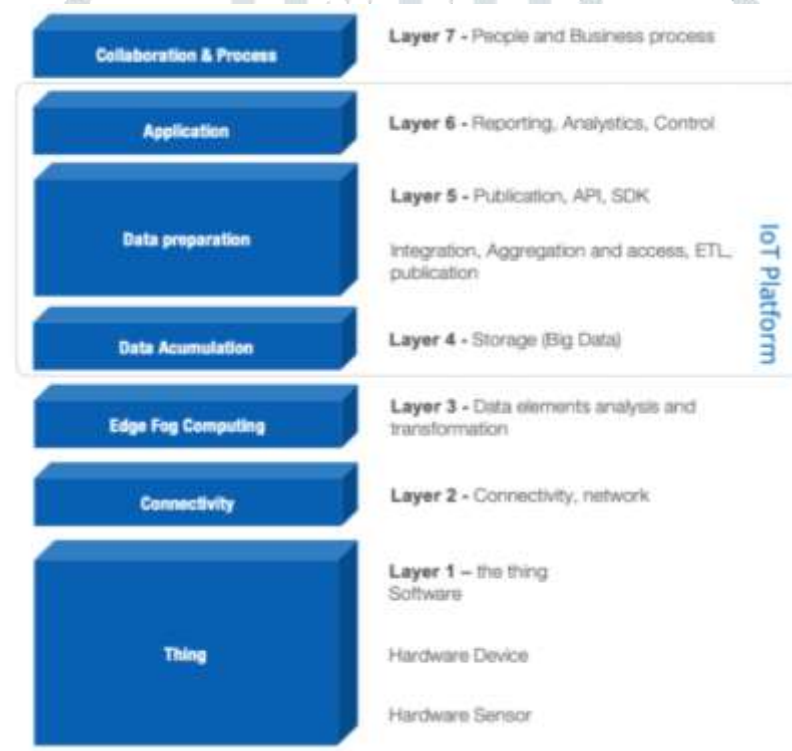 Collaboration & Process
Layer 7 - People and Business process
Application
Layer 6 - Reporting, Analystics, Control
Data preparation
Layer 5 - Publication, API, SDK
Integration, Aggregation and access, ETL,
publication
IoT Platform
Data Acumulation
Layer 4 - Storage (Big Data)
Edge Fog Computing
Layer 3 - Data elements analysis and
transformation
Connectivity
Layer 2 - Connectivity, network
Thing
Layer 1 – the thing
Software
Hardware Device
Hardware Sensor